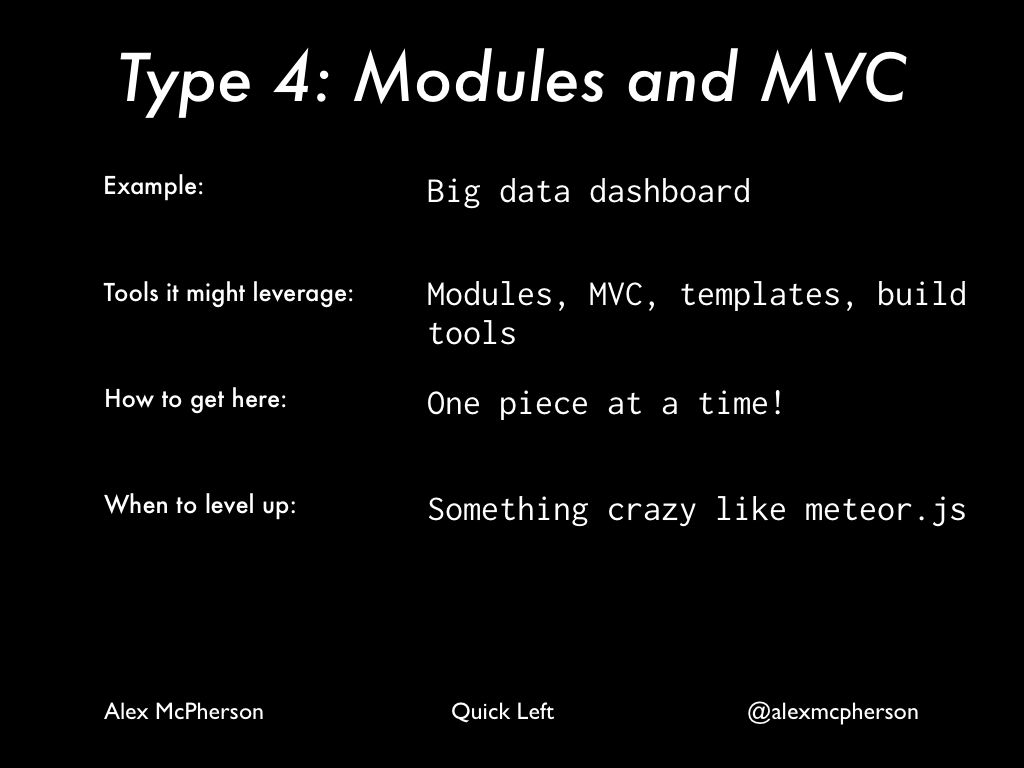 Type 4: Modules and MVC
Example:
Big data dashboard
Tools it might leverage:
Modules, MVC, templates, build
tools
How to get here:
One piece at a time!
When to level up:
Something crazy like meteor.js
Alex McPherson
Quick Left
@alexmcpherson